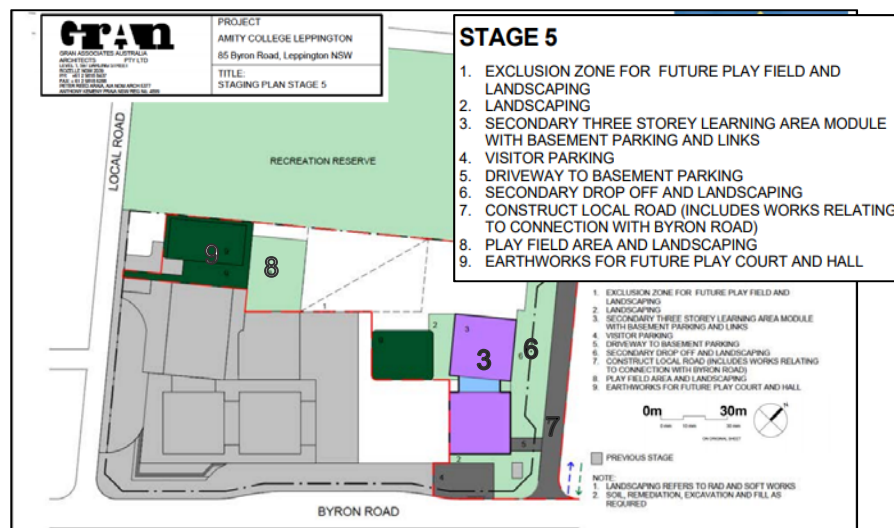 GRAN
GRAN ASSOCIATES AUSTRALIA
ARCHITECTS PTY LTD
PROJECT
AMITY COLLEGE LEPPINGTON
85 Byron Road, Leppington NSW
TITLE:
STAGING PLAN STAGE 5
STAGE 5
1. EXCLUSION ZONE FOR FUTURE PLAY FIELD AND
LANDSCAPING
2. LANDSCAPING
3. SECONDARY THREE STOREY LEARNING AREA MODULE
WITH BASEMENT PARKING AND LINKS
4. VISITOR PARKING
5. DRIVEWAY TO BASEMENT PARKING
6. SECONDARY DROP OFF AND LANDSCAPING
7. CONSTRUCT LOCAL ROAD (INCLUDES WORKS RELATING
TO CONNECTION WITH BYRON ROAD)
8. PLAY FIELD AREA AND LANDSCAPING
9. EARTHWORKS FOR FUTURE PLAY COURT AND HALL
LOCAL ROAD
RECREATION RESERVE
9
8
1
2
3
3
6
6
7
5
2
4
BYRON ROAD
1. EXCLUSION ZONE FOR FUTURE PLAY FIELD AND
LANDSCAPING
2. LANDSCAPING
3. SECONDARY THREE STOREY LEARNING AREA MODULE
WITH BASEMENT PARKING AND LINKS
4. VISITOR PARKING
5. DRIVEWAY TO BASEMENT PARKING
6. SECONDARY DROP OFF AND LANDSCAPING
7. CONSTRUCT LOCAL ROAD (INCLUDES WORKS RELATING
TO CONNECTION WITH BYRON ROAD)
8. PLAY FIELD AREA AND LANDSCAPING
9. EARTHWORKS FOR FUTURE PLAY COURT AND HALL
0m 30m
ON ORIGINAL SHEET
PREVIOUS STAGE
NOTE:
1. LANDSCAPING REFERS TO RAD AND SOFT WORKS
2. SOIL, REMEDIATION, EXCAVATION AND FILL AS
REQUIRED